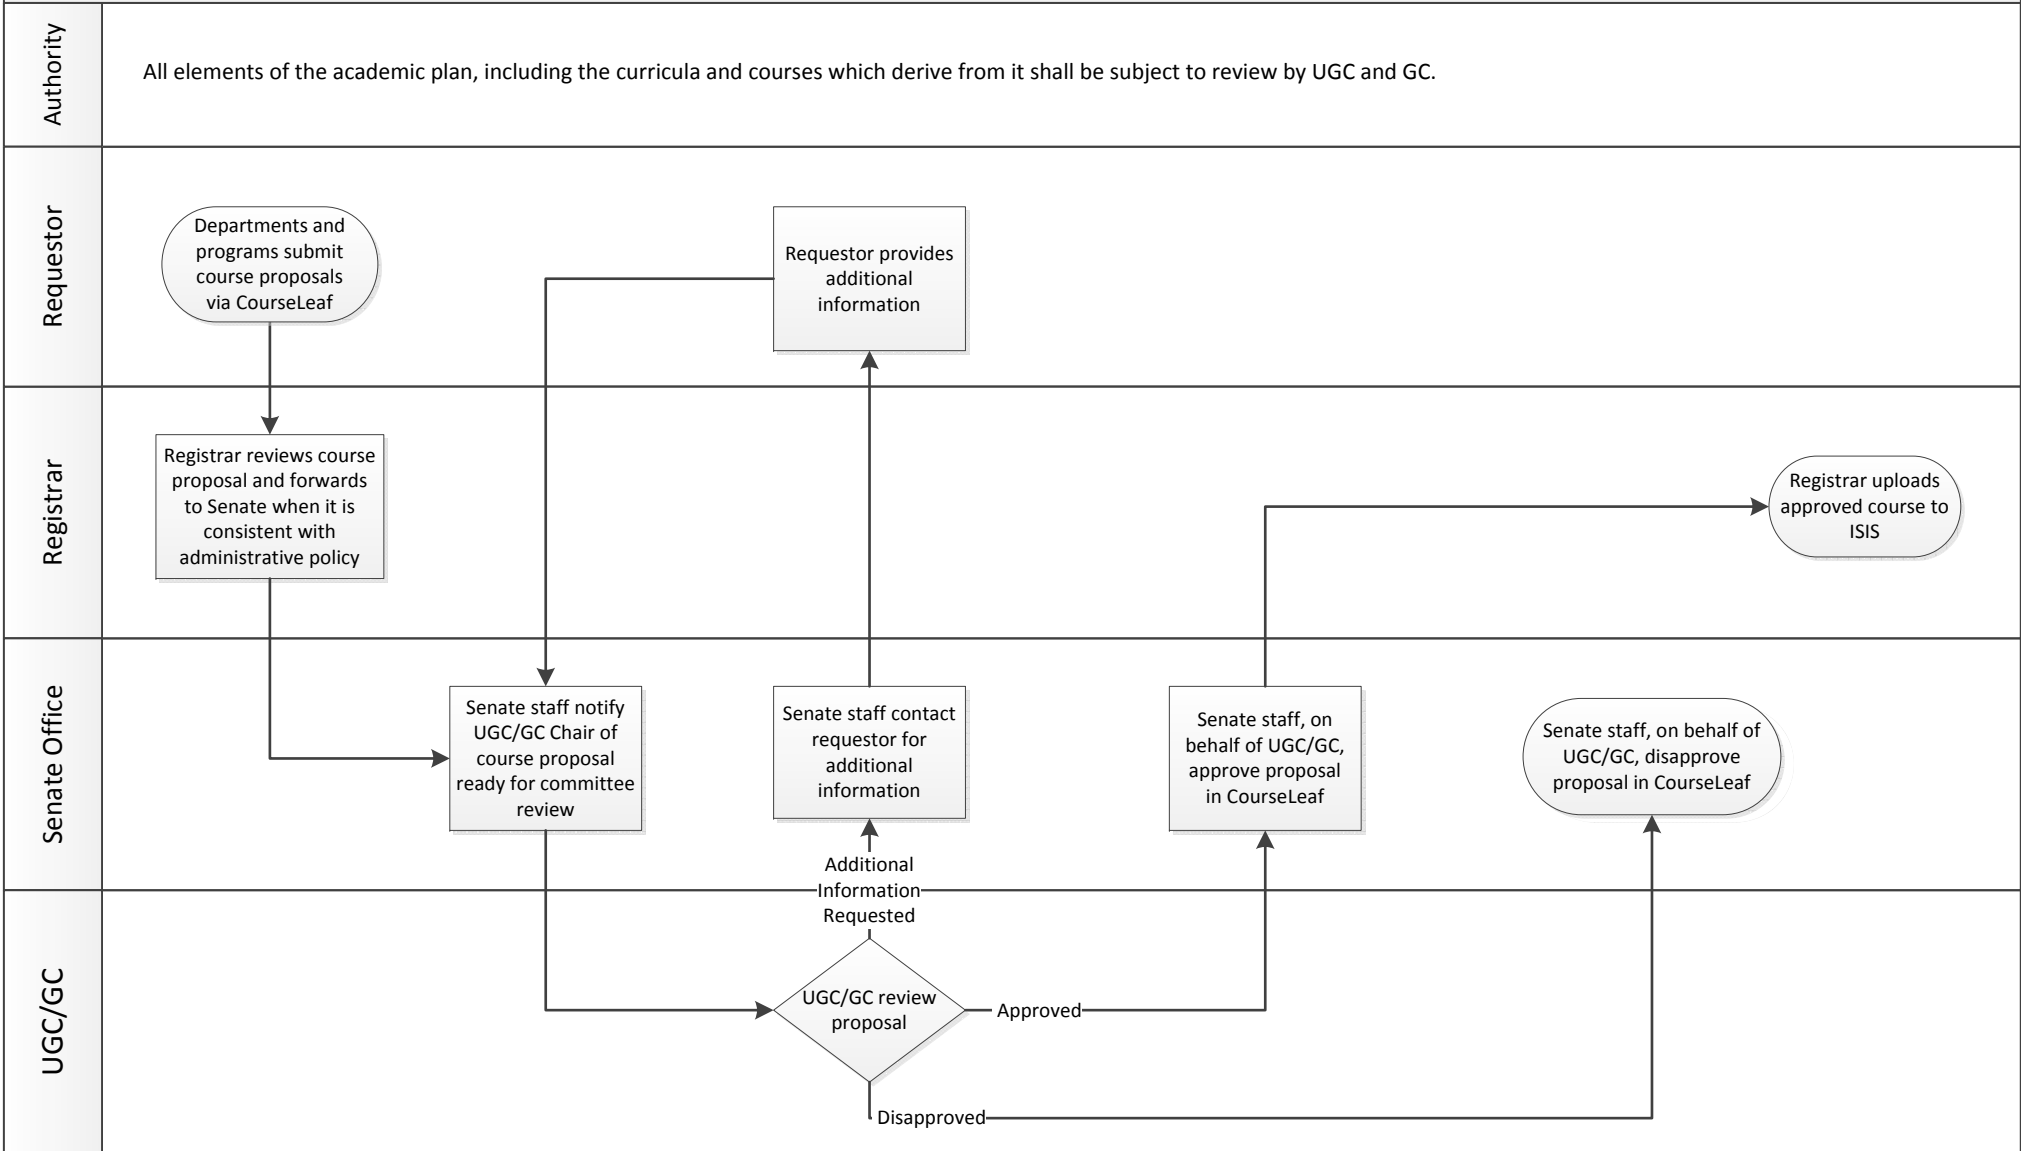 Authority
All elements of the academic plan, including the curricula and courses which derive from it shall be subject to review by UGC and GC.
Requestor
Departments and
programs submit
course proposals
via CourseLeaf
Requestor provides
additional
information
Registrar
Registrar reviews course
proposal and forwards
to Senate when it is
consistent with
administrative policy
Registrar uploads
approved course to
ISIS
Senate Office
Senate staff notify
UGC/GC Chair of
course proposal
ready for committee
review
Senate staff contact
requestor for
additional
information
Senate staff, on
behalf of UGC/GC,
approve proposal
in CourseLeaf
Senate staff, on behalf of
UGC/GC, disapprove
proposal in CourseLeaf
Additional
Information
Requested
UGC/GC
UGC/GC review
proposal
Approved
Disapproved